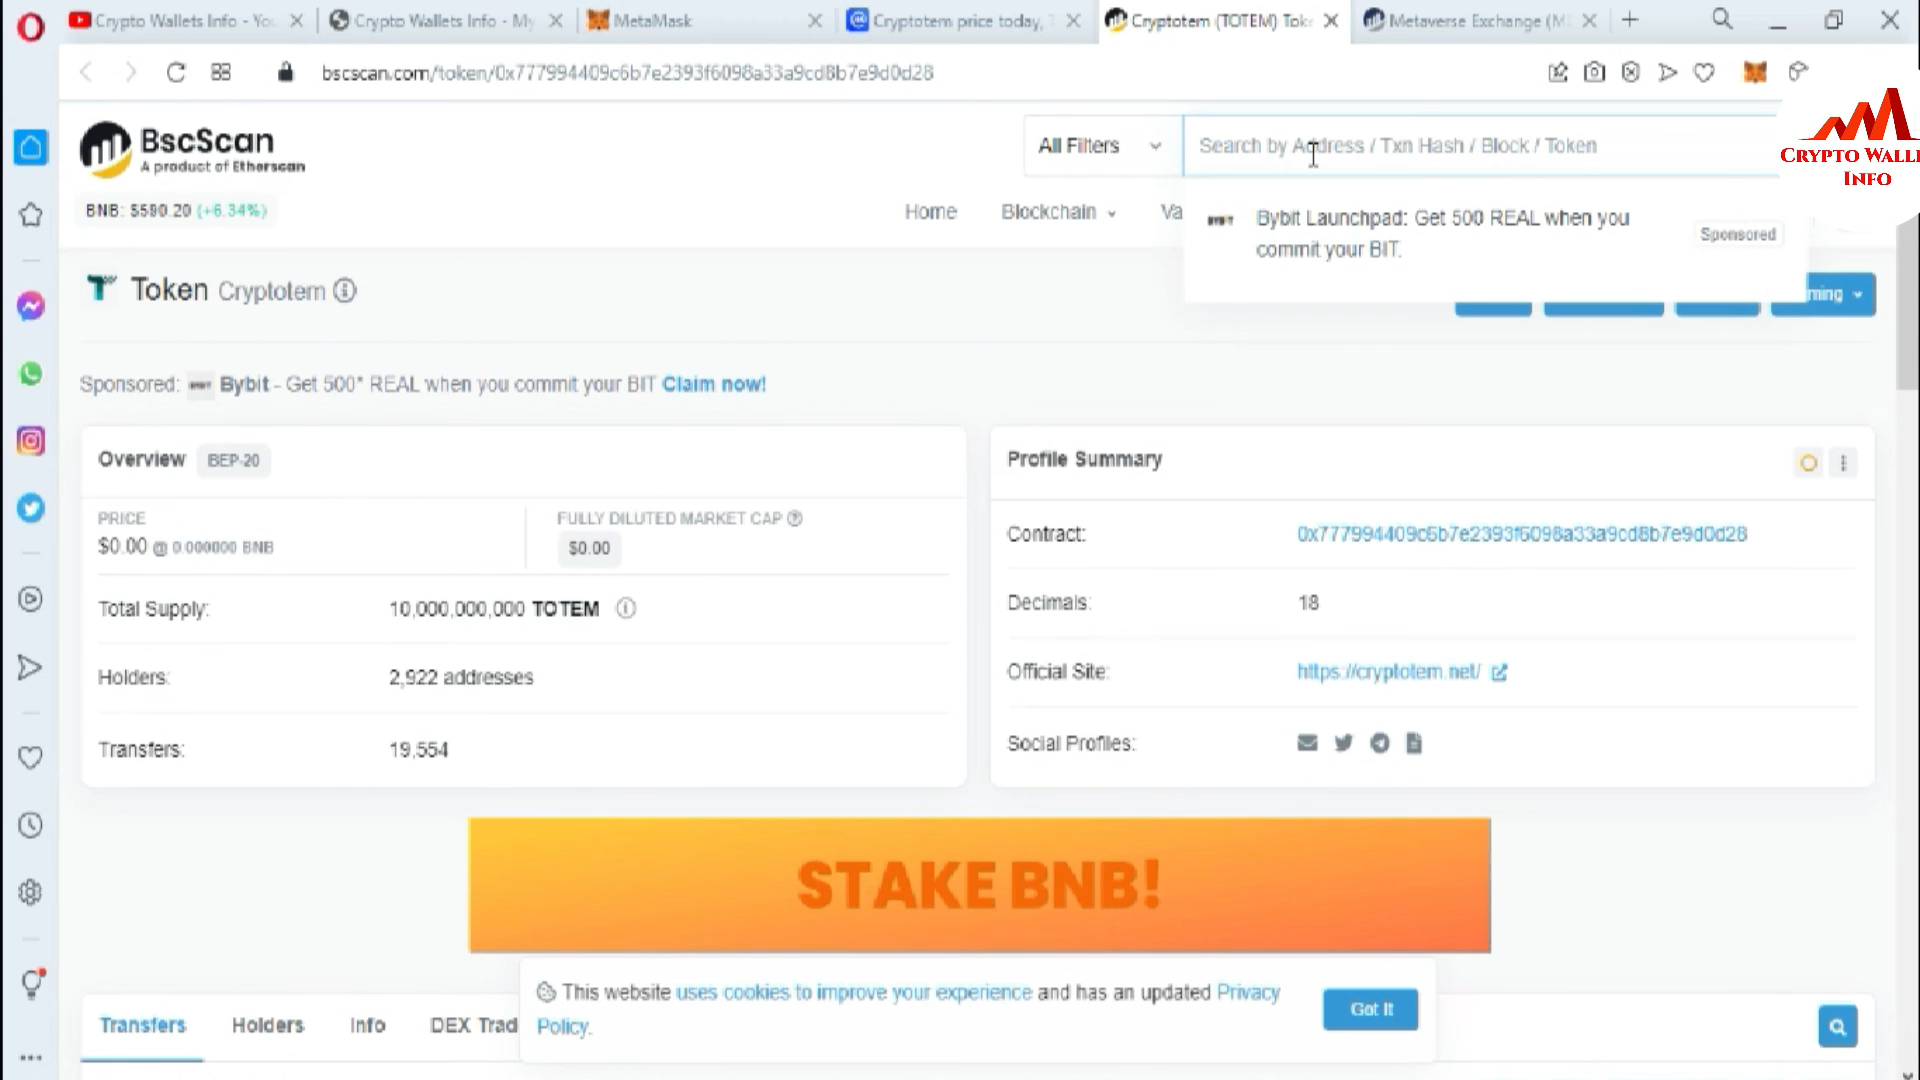 Crypto Wallets Info - You
Crypto Wallets Info - My
MetaMask
Cryptotem price today, T
Cryptotem (TOTEM) Tok
Metaverse Exchange (M
bscscan.com/token/0x777994409c6b7e2393f6098a33a9cd8b7e9d0d28
BscScan
A product of Etherscan
All Filters
Search by Address / Txn Hash / Block / Token
CRYPTO WALL
INFO
BNB: $590.20 (+6.34%)
Home
Blockchain
Va
Bybit Launchpad: Get 500 REAL when you
commit your BIT.
Sponsored
Token Cryptotem
ming
Sponsored: Bybit - Get 500* REAL when you commit your BIT Claim now!
Overview BEP-20
PRICE
$0.00 @ 0.000000 BNB
FULLY DILUTED MARKET CAP
$0.00
Total Supply: 10,000,000,000 TOTEM
Holders: 2,922 addresses
Transfers: 19,554
Profile Summary
Contract: 0x777994409c6b7e2393f6098a33a9cd8b7e9d0d28
Decimals: 18
Official Site: https://cryptotem.net/
Social Profiles:
STAKE BNB!
This website uses cookies to improve your experience and has an updated Privacy
Policy.
Got It
Transfers
Holders
Info
DEX Trad